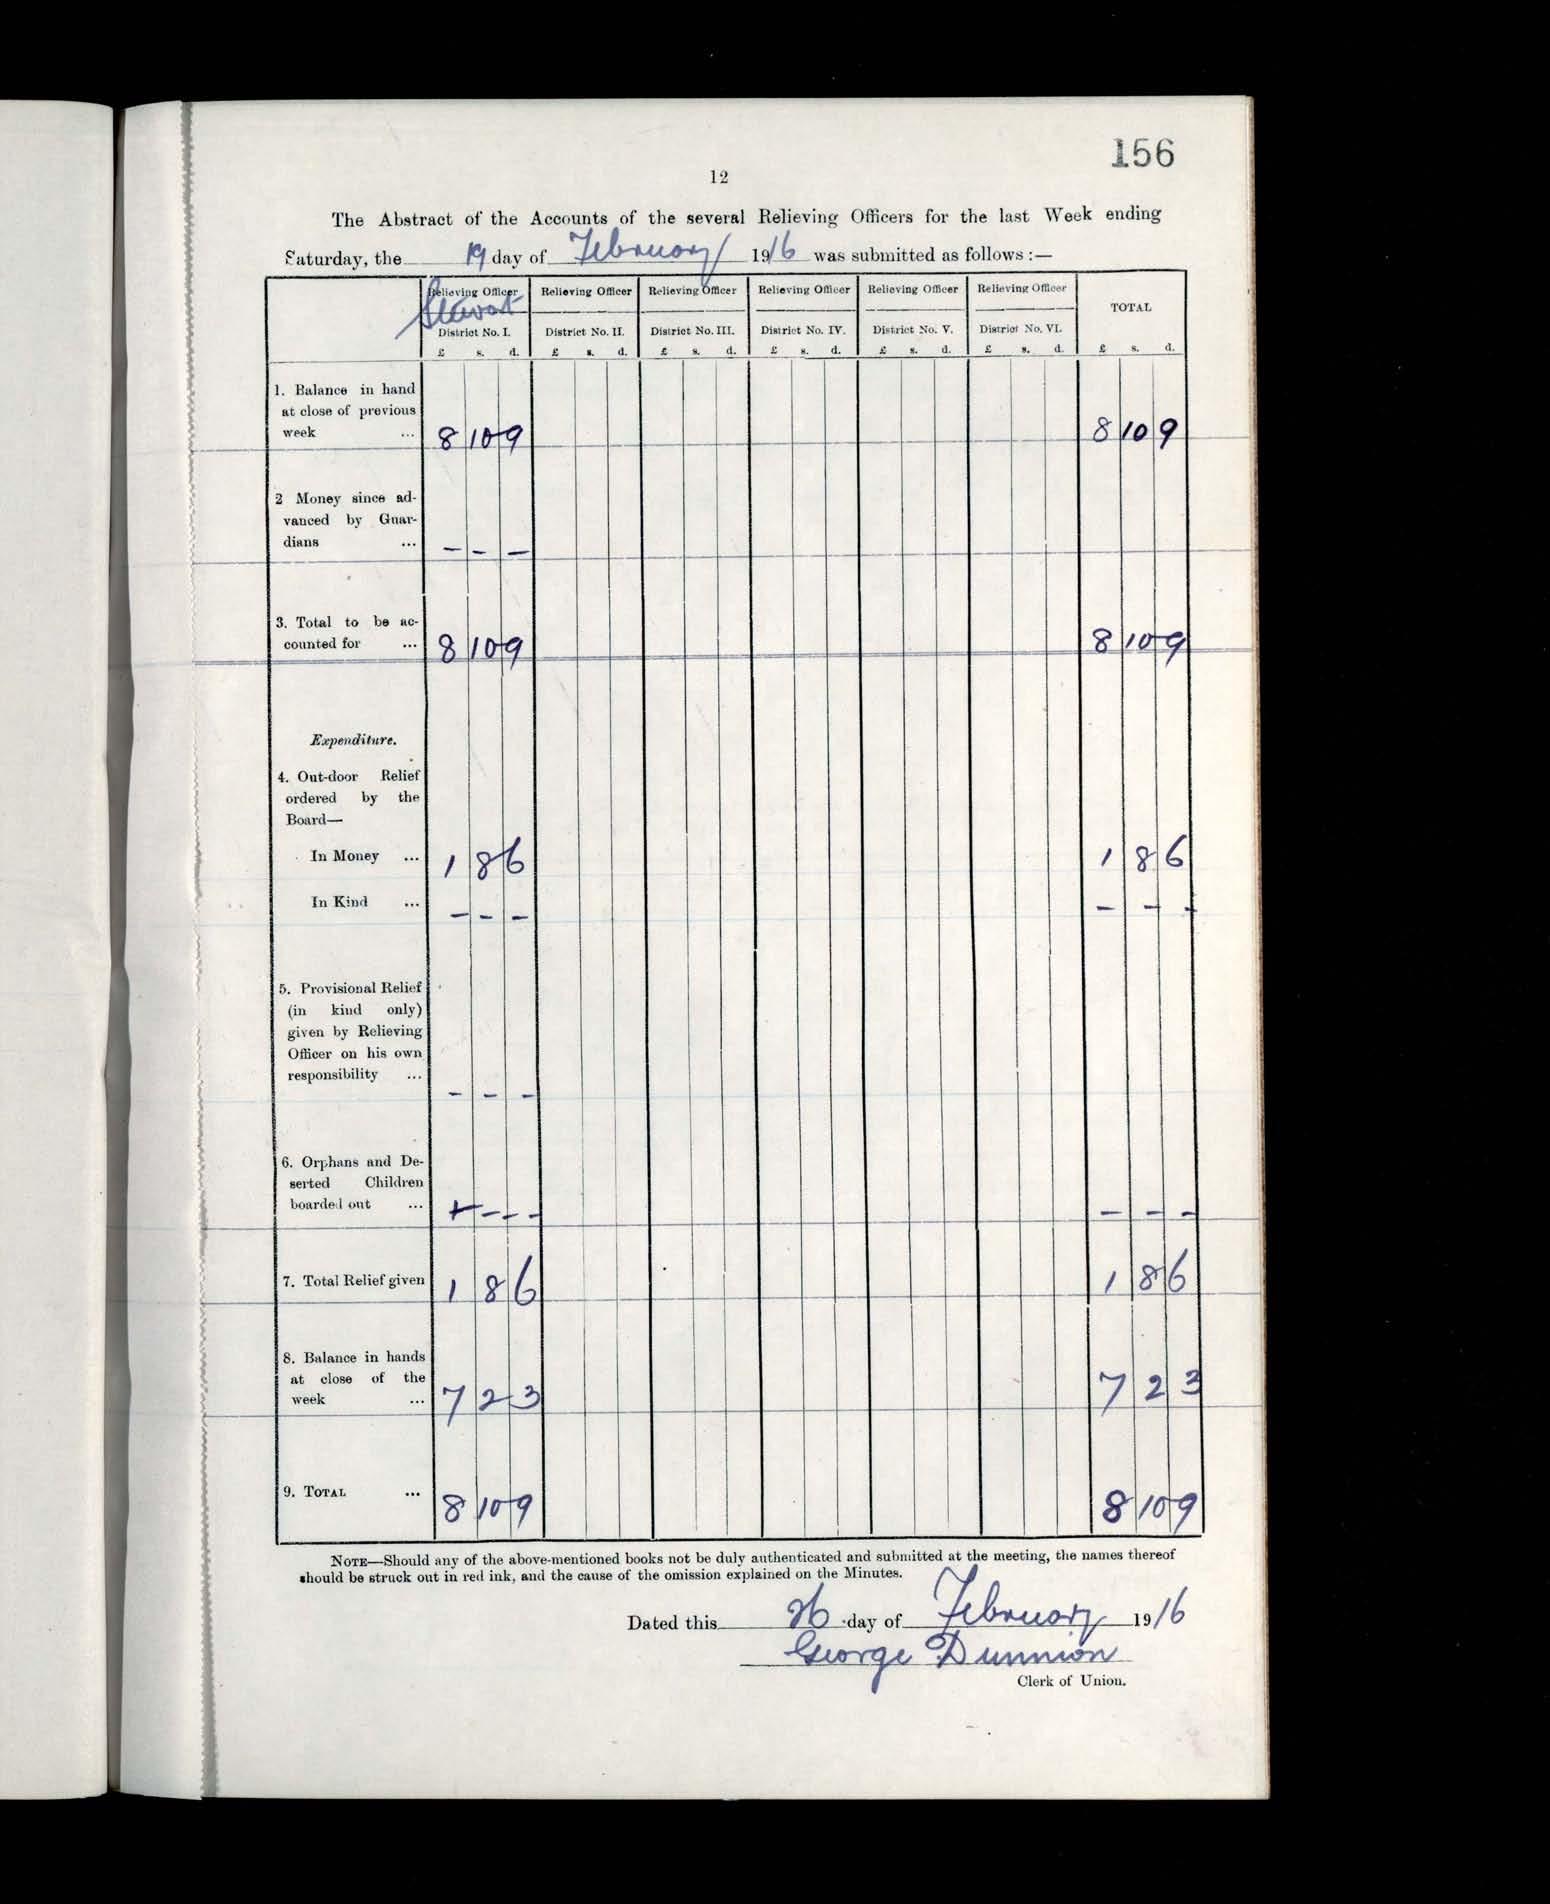 156
12
The Abstract of the Accounts of the several Relieving Officers for the last Week ending
Saturday, the 19 day of February 1916 was submitted as follows :—
Relieving Officer Relieving Officer Relieving Officer Relieving Officer Relieving Officer Relieving Officer
TOTAL
District No. I. District No. II. District No. III. District No. IV. District No. V. District No. VI.
£ s. d. £ s. d. £ s. d. £ s. d. £ s. d. £ s. d. £ s. d.
1. Balance in hand
at close of previous
week ... 8 10 9 8 10 9
2 Money since ad-
vanced by Guar-
dians ... – – –
3. Total to be ac-
counted for ... 8 10 9 8 10 9
Expenditure.
4. Out-door Relief
ordered by the
Board—
In Money ... 1 8 6 1 8 6
In Kind ... – – – – – –
5. Provisional Relief
(in kind only)
given by Relieving
Officer on his own
responsibility ... – – –
6. Orphans and De-
serted Children
boarded out ... – – – – – –
7. Total Relief given 1 8 6 1 8 6
8. Balance in hands
at close of the
week ... 7 2 3 7 2 3
9. TOTAL ... 8 10 9 8 10 9
NOTE—Should any of the above-mentioned books not be duly authenticated and submitted at the meeting, the names thereof
should be struck out in red ink, and the cause of the omission explained on the Minutes.
Dated this 26 day of February 1916
George Dunnion
Clerk of Union.